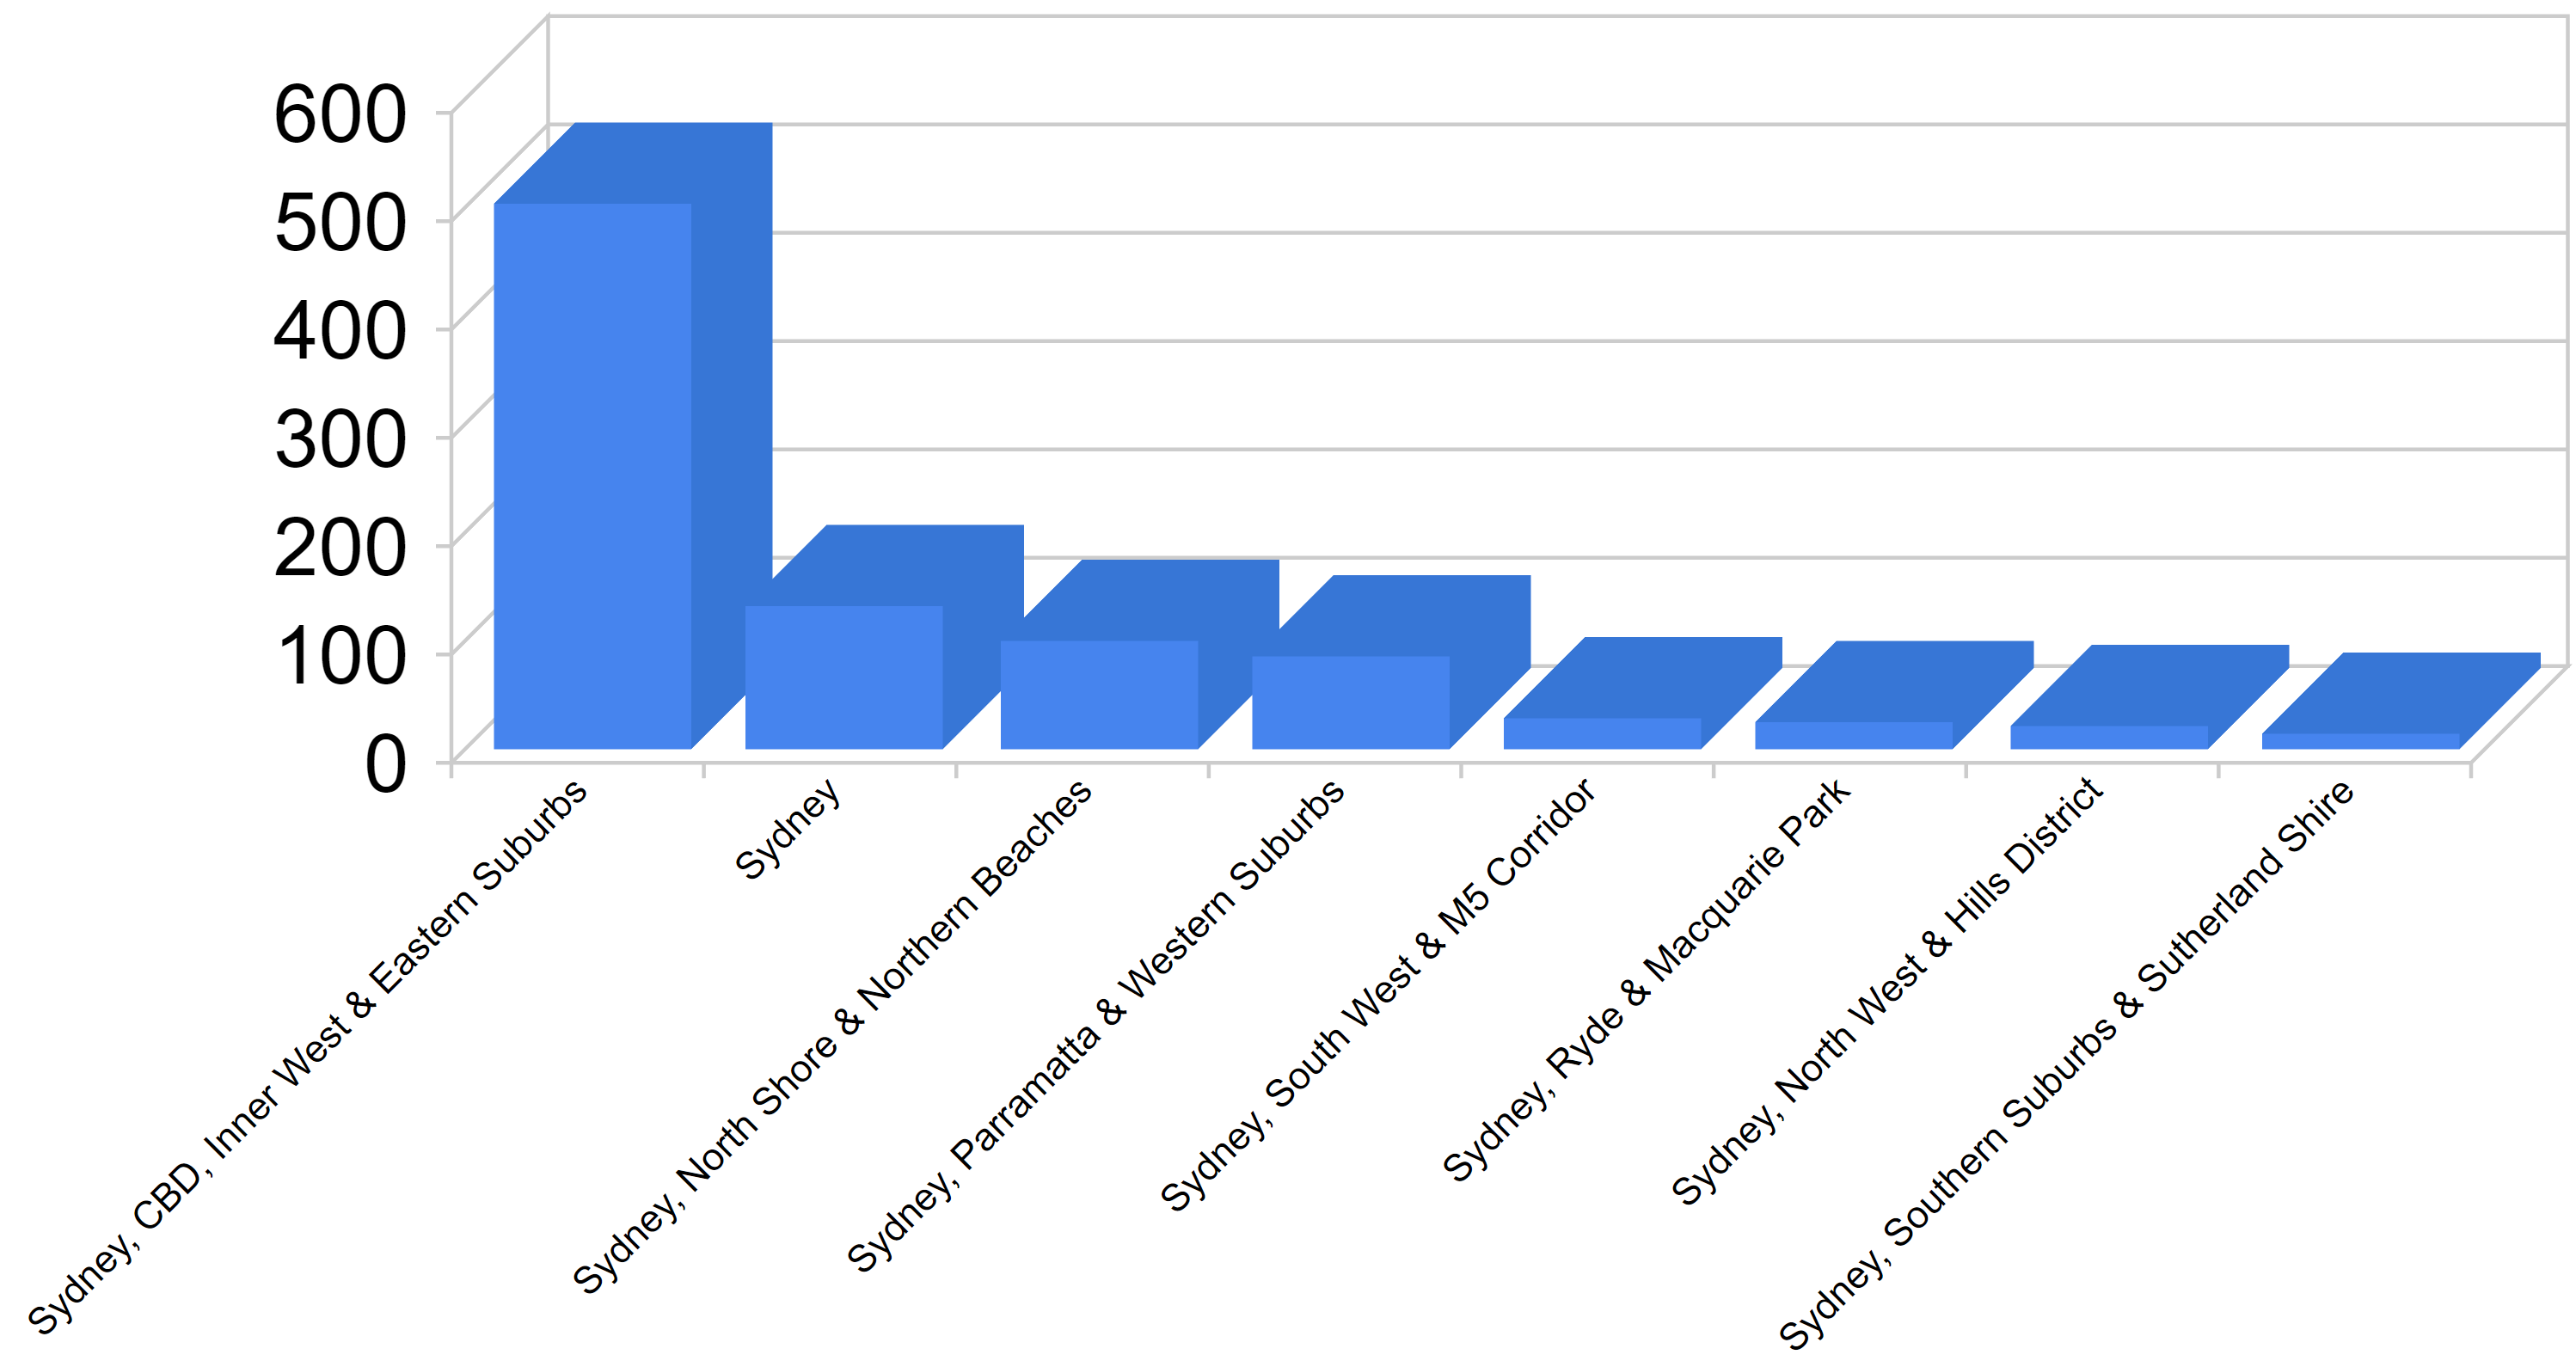 600
500
400
300
200
100
0
Sydney, CBD, Inner West & Eastern Suburbs
Sydney
Sydney, North Shore & Northern Beaches
Sydney, Parramatta & Western Suburbs
Sydney, South West & M5 Corridor
Sydney, Ryde & Macquarie Park
Sydney, North West & Hills District
Sydney, Southern Suburbs & Sutherland Shire